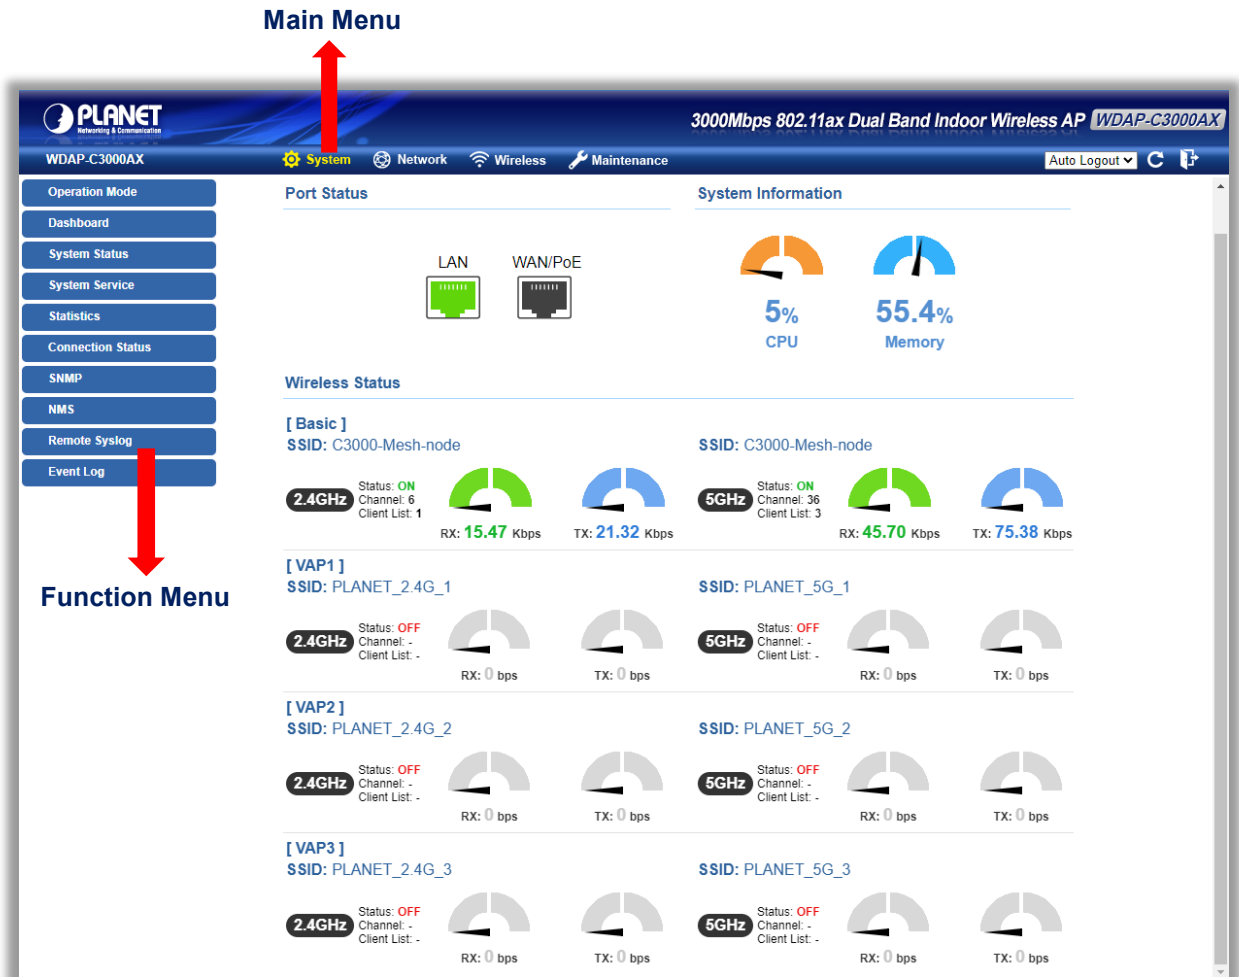 Main Menu
PLANET
Networking & Communication
3000Mbps 802.11ax Dual Band Indoor Wireless AP WDAP-C3000AX
WDAP-C3000AX
System Network Wireless Maintenance
Auto Logout
Operation Mode
Dashboard
System Status
System Service
Statistics
Connection Status
SNMP
NMS
Remote Syslog
Event Log
Function Menu
Port Status
LAN WAN/PoE
System Information
5% 55.4%
CPU Memory
Wireless Status
[ Basic ]
SSID: C3000-Mesh-node
2.4GHz
Status: ON
Channel: 6
Client List: 1
RX: 15.47 Kbps TX: 21.32 Kbps
SSID: C3000-Mesh-node
5GHz
Status: ON
Channel: 36
Client List: 3
RX: 45.70 Kbps TX: 75.38 Kbps
[ VAP1 ]
SSID: PLANET_2.4G_1
2.4GHz
Status: OFF
Channel: -
Client List: -
RX: 0 bps TX: 0 bps
SSID: PLANET_5G_1
5GHz
Status: OFF
Channel: -
Client List: -
RX: 0 bps TX: 0 bps
[ VAP2 ]
SSID: PLANET_2.4G_2
2.4GHz
Status: OFF
Channel: -
Client List: -
RX: 0 bps TX: 0 bps
SSID: PLANET_5G_2
5GHz
Status: OFF
Channel: -
Client List: -
RX: 0 bps TX: 0 bps
[ VAP3 ]
SSID: PLANET_2.4G_3
2.4GHz
Status: OFF
Channel: -
Client List: -
RX: 0 bps TX: 0 bps
SSID: PLANET_5G_3
5GHz
Status: OFF
Channel: -
Client List: -
RX: 0 bps TX: 0 bps